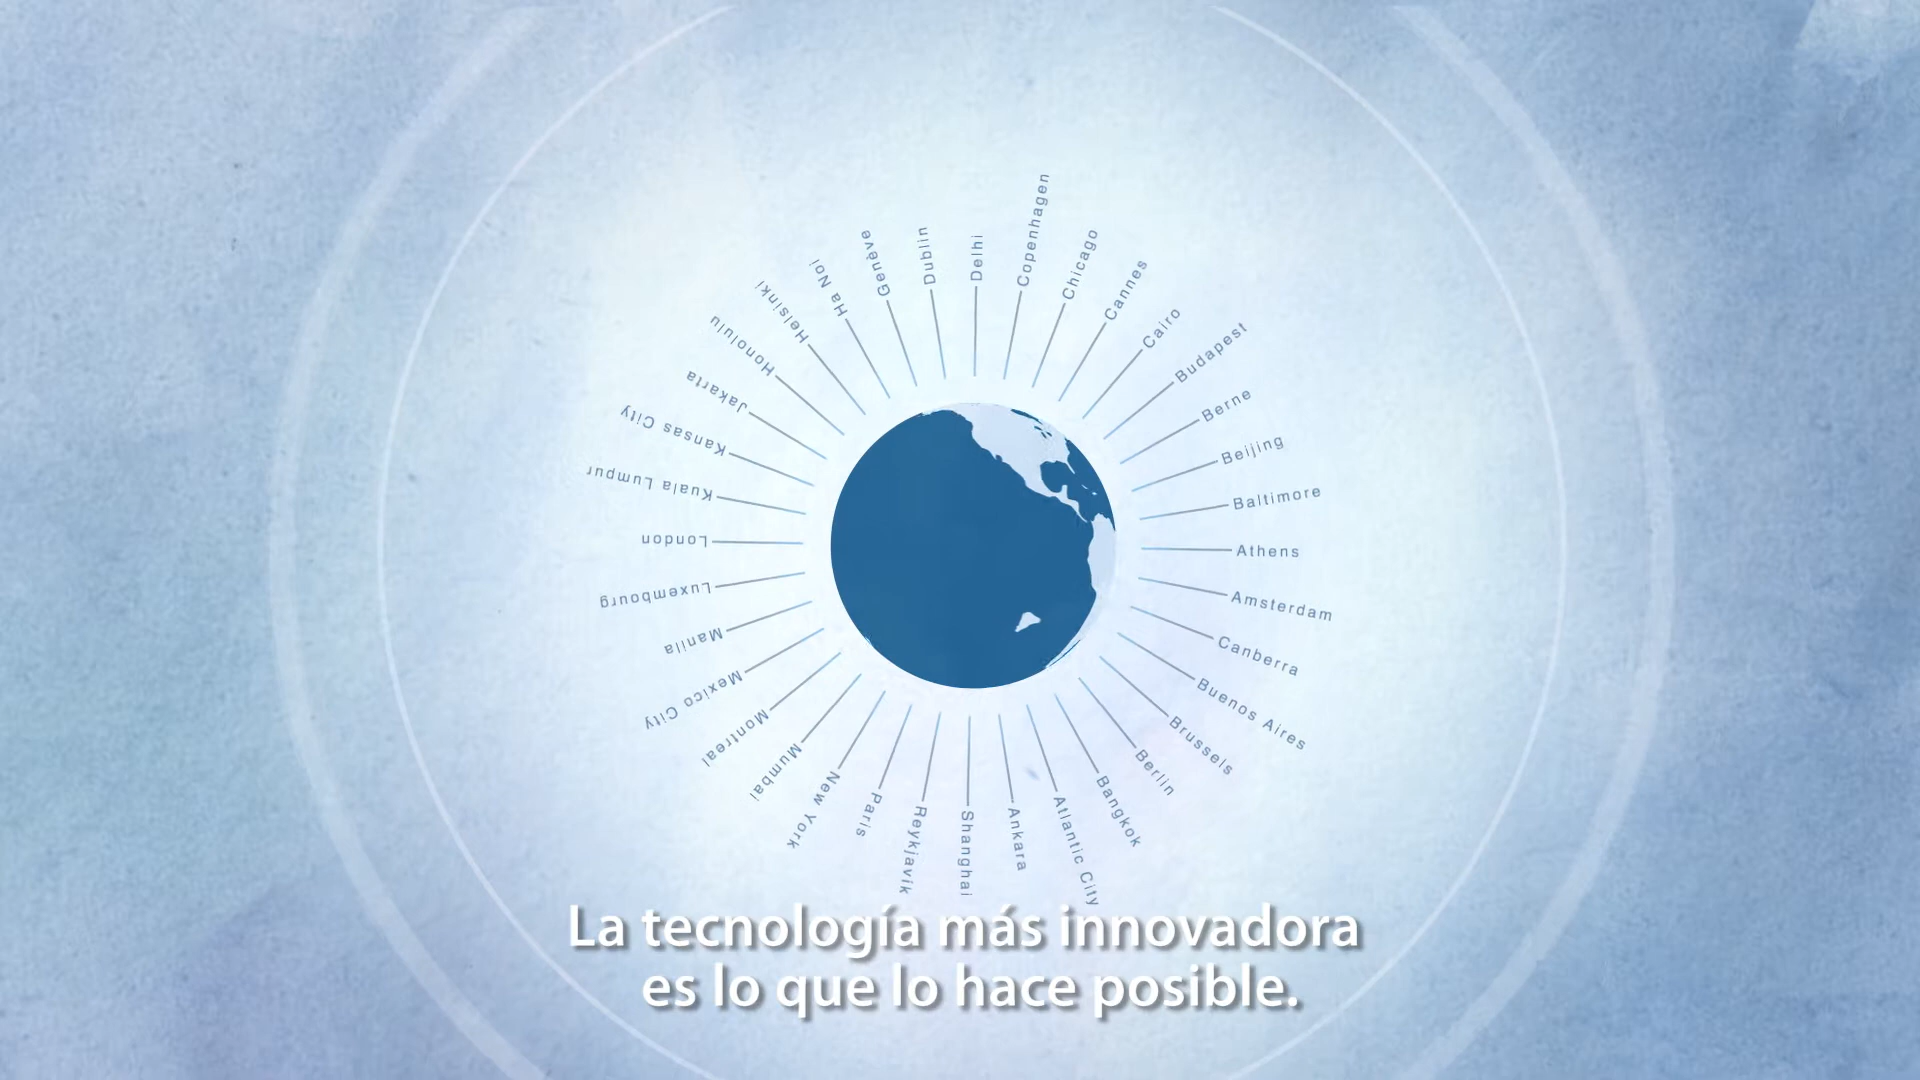 Delhi
Copenhagen
Chicago
Cannes
Cairo
Budapest
Berne
Beijing
Baltimore
Athens
Amsterdam
Canberra
Buenos Aires
Brussels
Berlin
Bangkok
Atlantic City
Ankara
Shanghai
Reykjavik
Paris
New York
Mumbai
Montreal
Mexico City
Manila
Luxembourg
London
Kuala Lumpur
Kansas City
Jakarta
Honolulu
Helsinki
Ha Noi
Genève
Dublin
La tecnología más innovadora
es lo que lo hace posible.